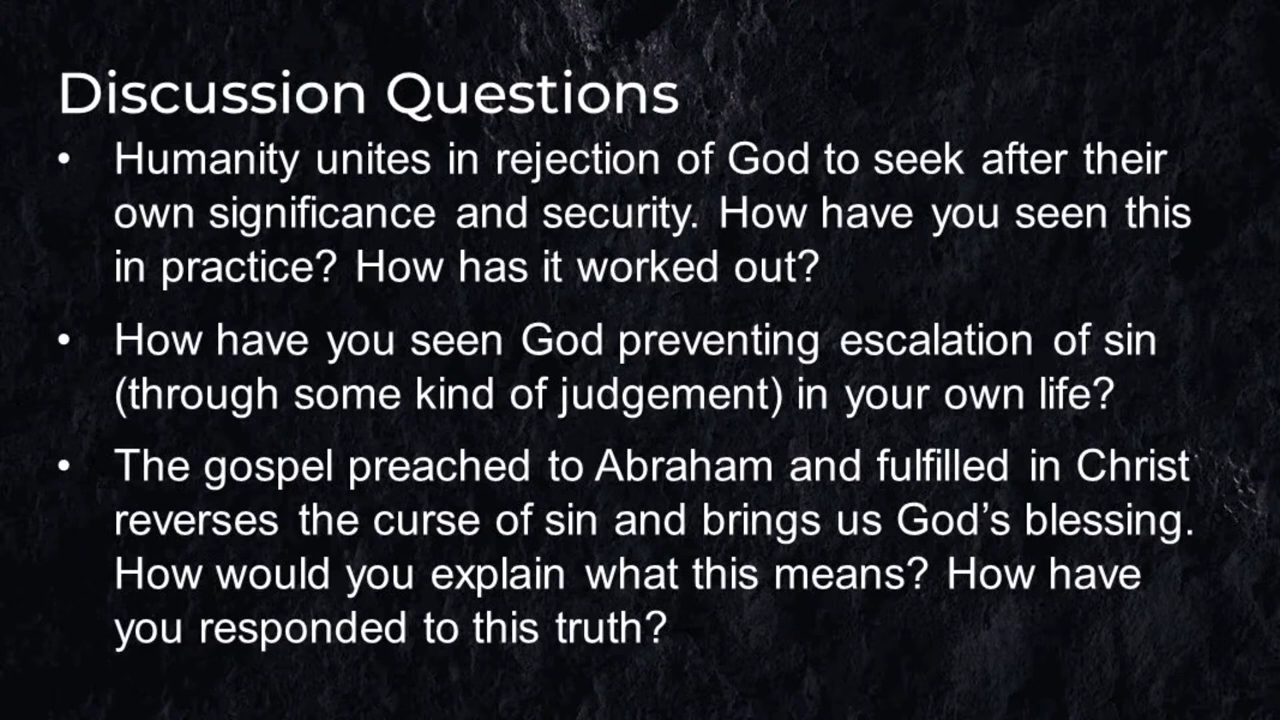 Discussion Questions
• Humanity unites in rejection of God to seek after their
own significance and security. How have you seen this
in practice? How has it worked out?
• How have you seen God preventing escalation of sin
(through some kind of judgement) in your own life?
• The gospel preached to Abraham and fulfilled in Christ
reverses the curse of sin and brings us God’s blessing.
How would you explain what this means? How have
you responded to this truth?